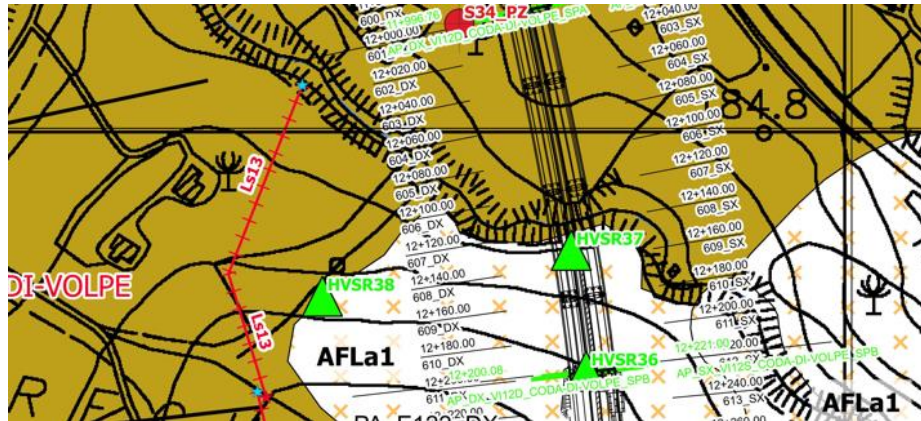 S34_PZ
600_DX
11+996.76
12+000.00
601_DX
AP_DX_VI12D_CODA-DI-VOLPE_SPA
12+020.00
602_DX
12+040.00
603_DX
12+060.00
604_DX
12+080.00
605_DX
12+100.00
606_DX
12+120.00
607_DX
12+140.00
608_DX
12+160.00
609_DX
12+180.00
610_DX
12+200.08
12+040.00
603_SX
12+060.00
604_SX
12+080.00
605_SX
12+100.00
606_SX
12+120.00
607_SX
12+140.00
608_SX
12+160.00
609_SX
12+180.00
610_SX
12+200.00
611_SX
12+221.00
12+240.00
613_SX
84.8
Ls13
Ls13
DI-VOLPE
HVSR37
HVSR38
HVSR36
AFLa1
AFLa1
AP_DX_VI12D_CODA-DI-VOLPE_SPB
AP_SX_VI12S_CODA-DI-VOLPE_SPB